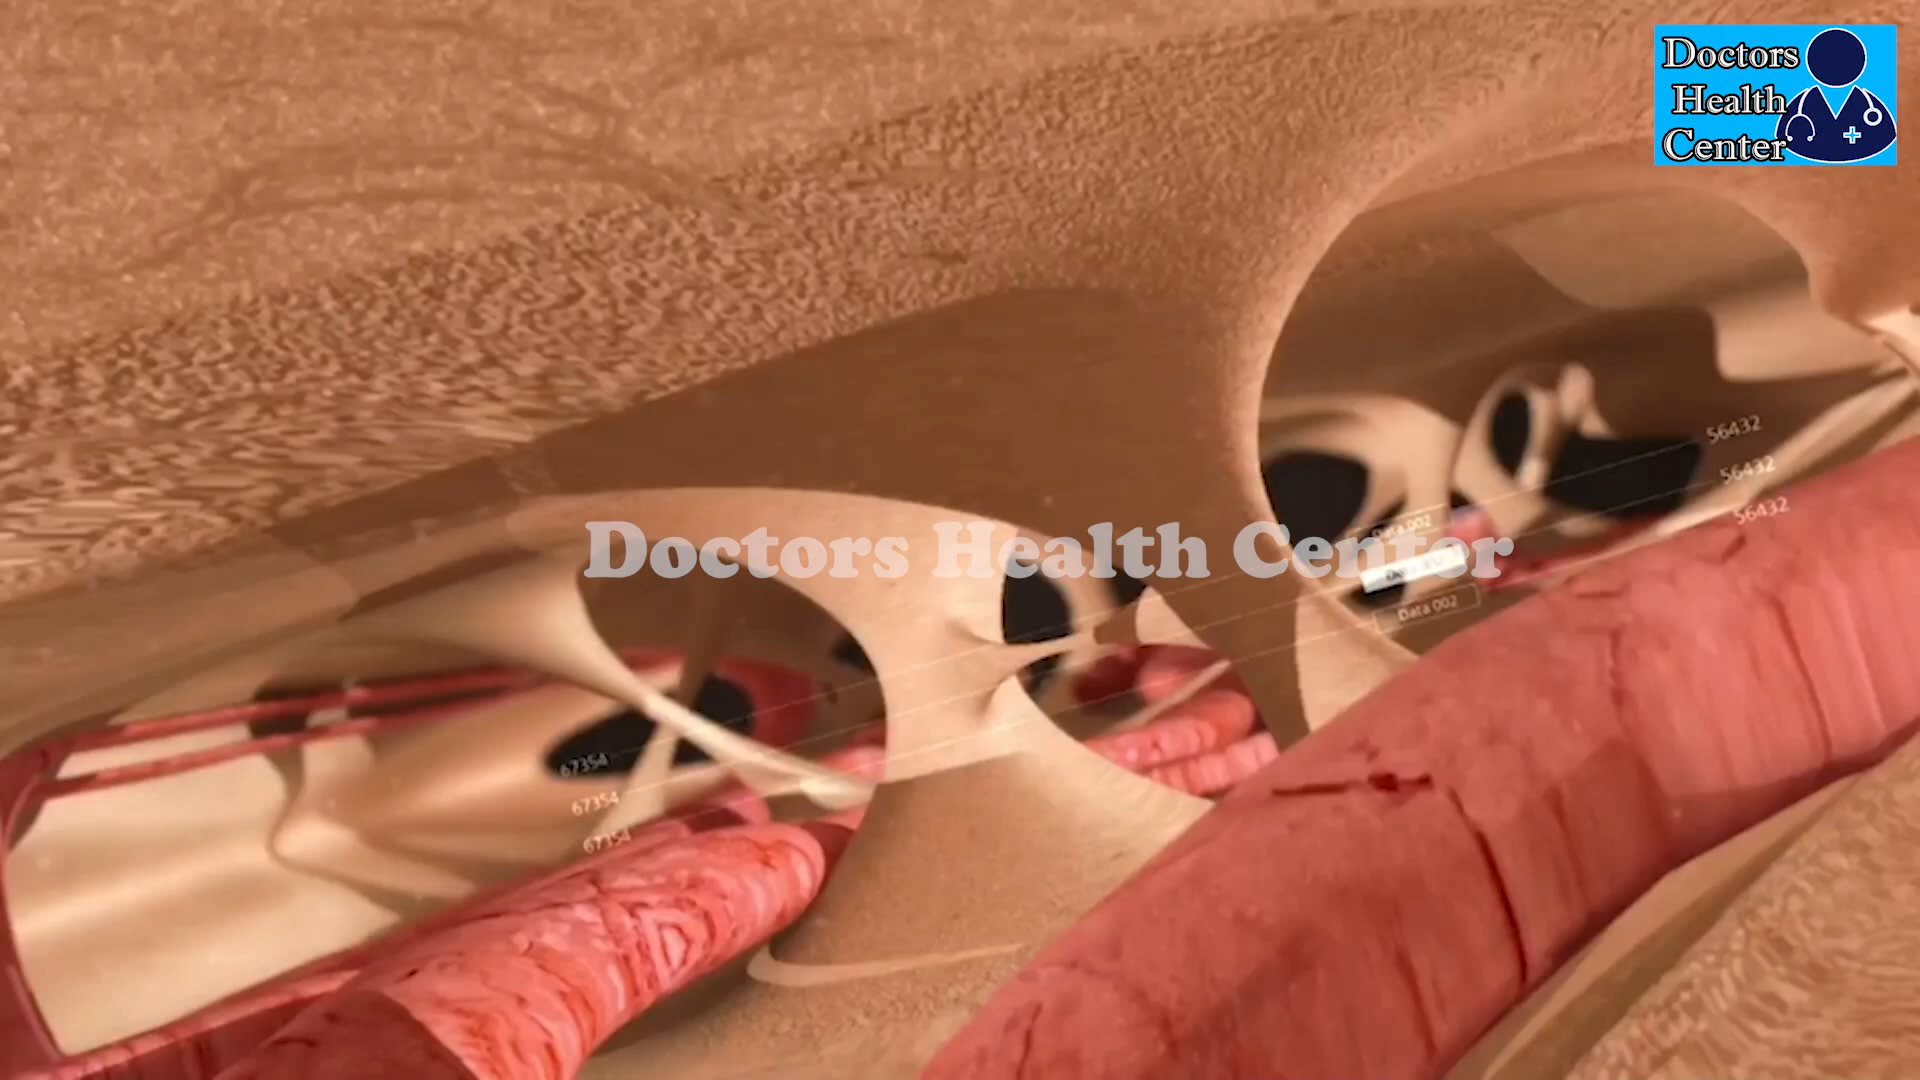 Doctors
Health
Center
56432
56432
56432
Doctors Health Center
Data 002
Data 002
67354
67354
67354